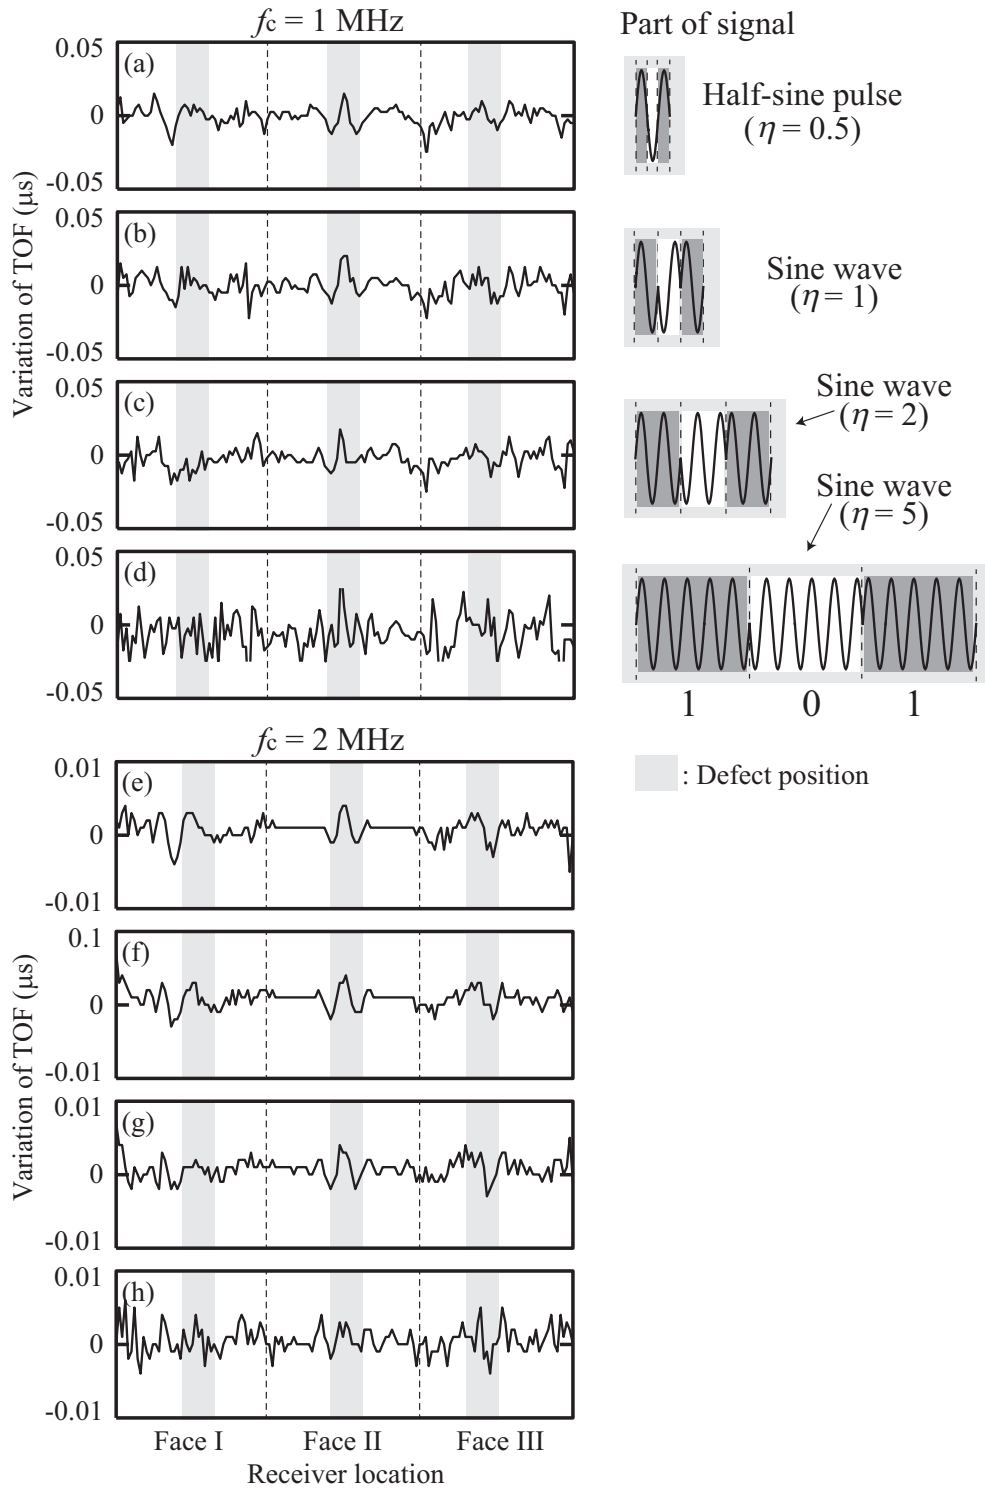 fc = 1 MHz
Part of signal
Variation of TOF (μs)
0.05
0
-0.05
(a)
Half-sine pulse
(η = 0.5)
0.05
0
-0.05
(b)
Sine wave
(η = 1)
0.05
0
-0.05
(c)
Sine wave
(η = 2)
Sine wave
(η = 5)
0.05
0
-0.05
(d)
1 0 1
fc = 2 MHz
: Defect position
Variation of TOF (μs)
0.01
0
-0.01
(e)
0.1
0
-0.01
(f)
0.01
0
-0.01
(g)
0.01
0
-0.01
(h)
Face I Face II Face III
Receiver location